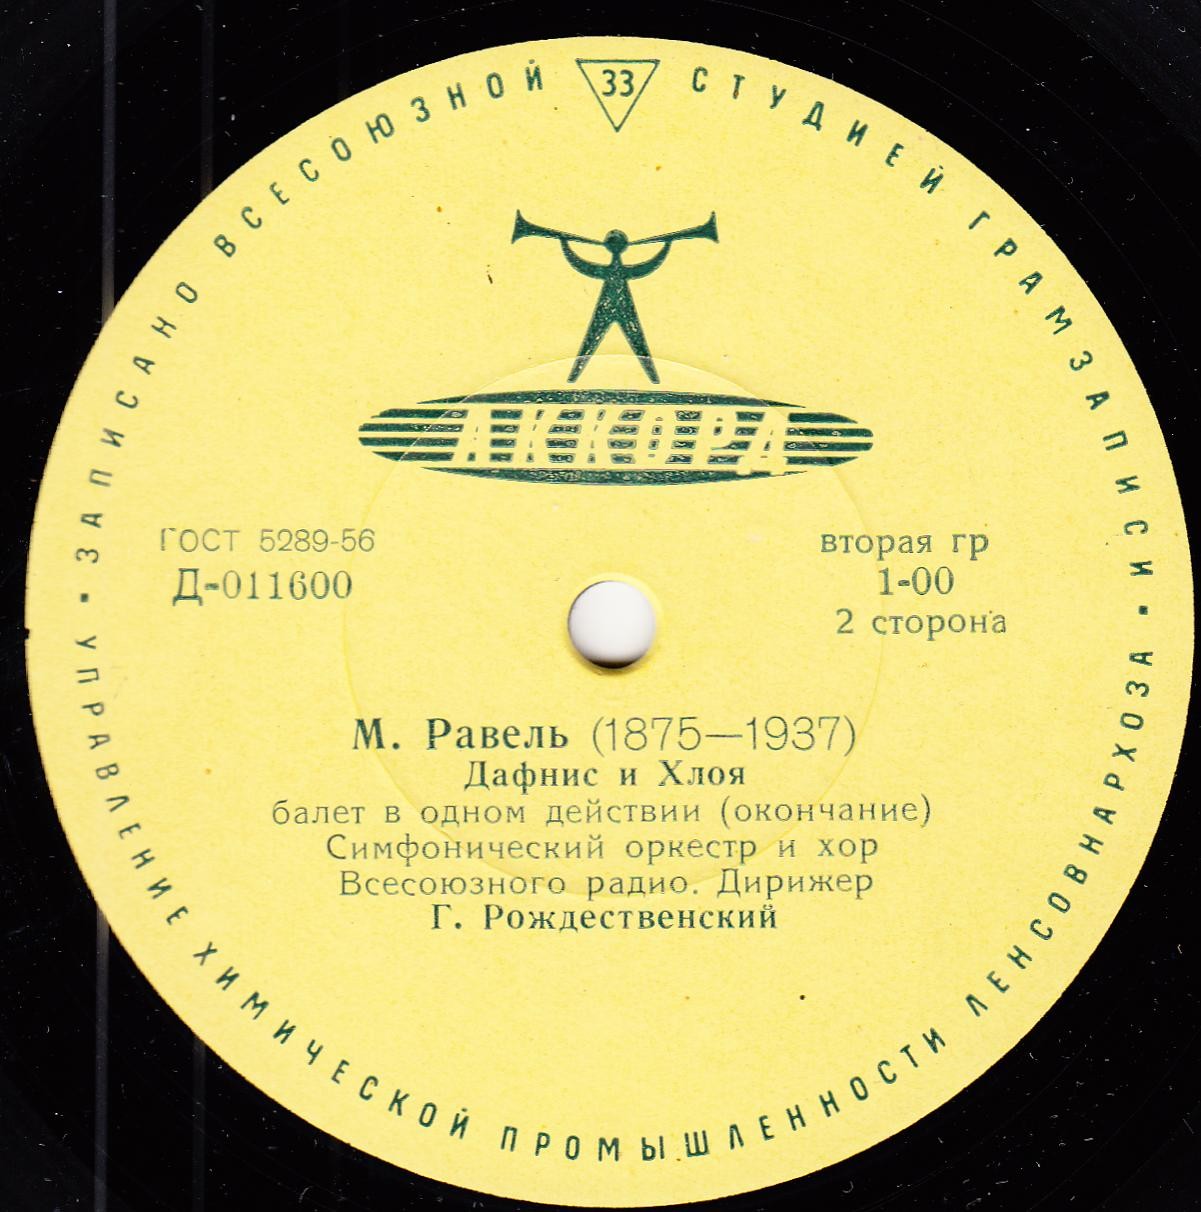 ЗАПИСАНО ВСЕСОЮЗНОЙ СТУДИЕЙ ГРАМЗАПИСИ
33
АККОРД
ГОСТ 5289-56
Д-011600
вторая гр
1-00
2 сторона
М. Равель (1875—1937)
Дафнис и Хлоя
балет в одном действии (окончание)
Симфонический оркестр и хор
Всесоюзного радио. Дирижер
Г. Рождественский
УПРАВЛЕНИЕ ХИМИЧЕСКОЙ ПРОМЫШЛЕННОСТИ ЛЕНСОВНАРХОЗА